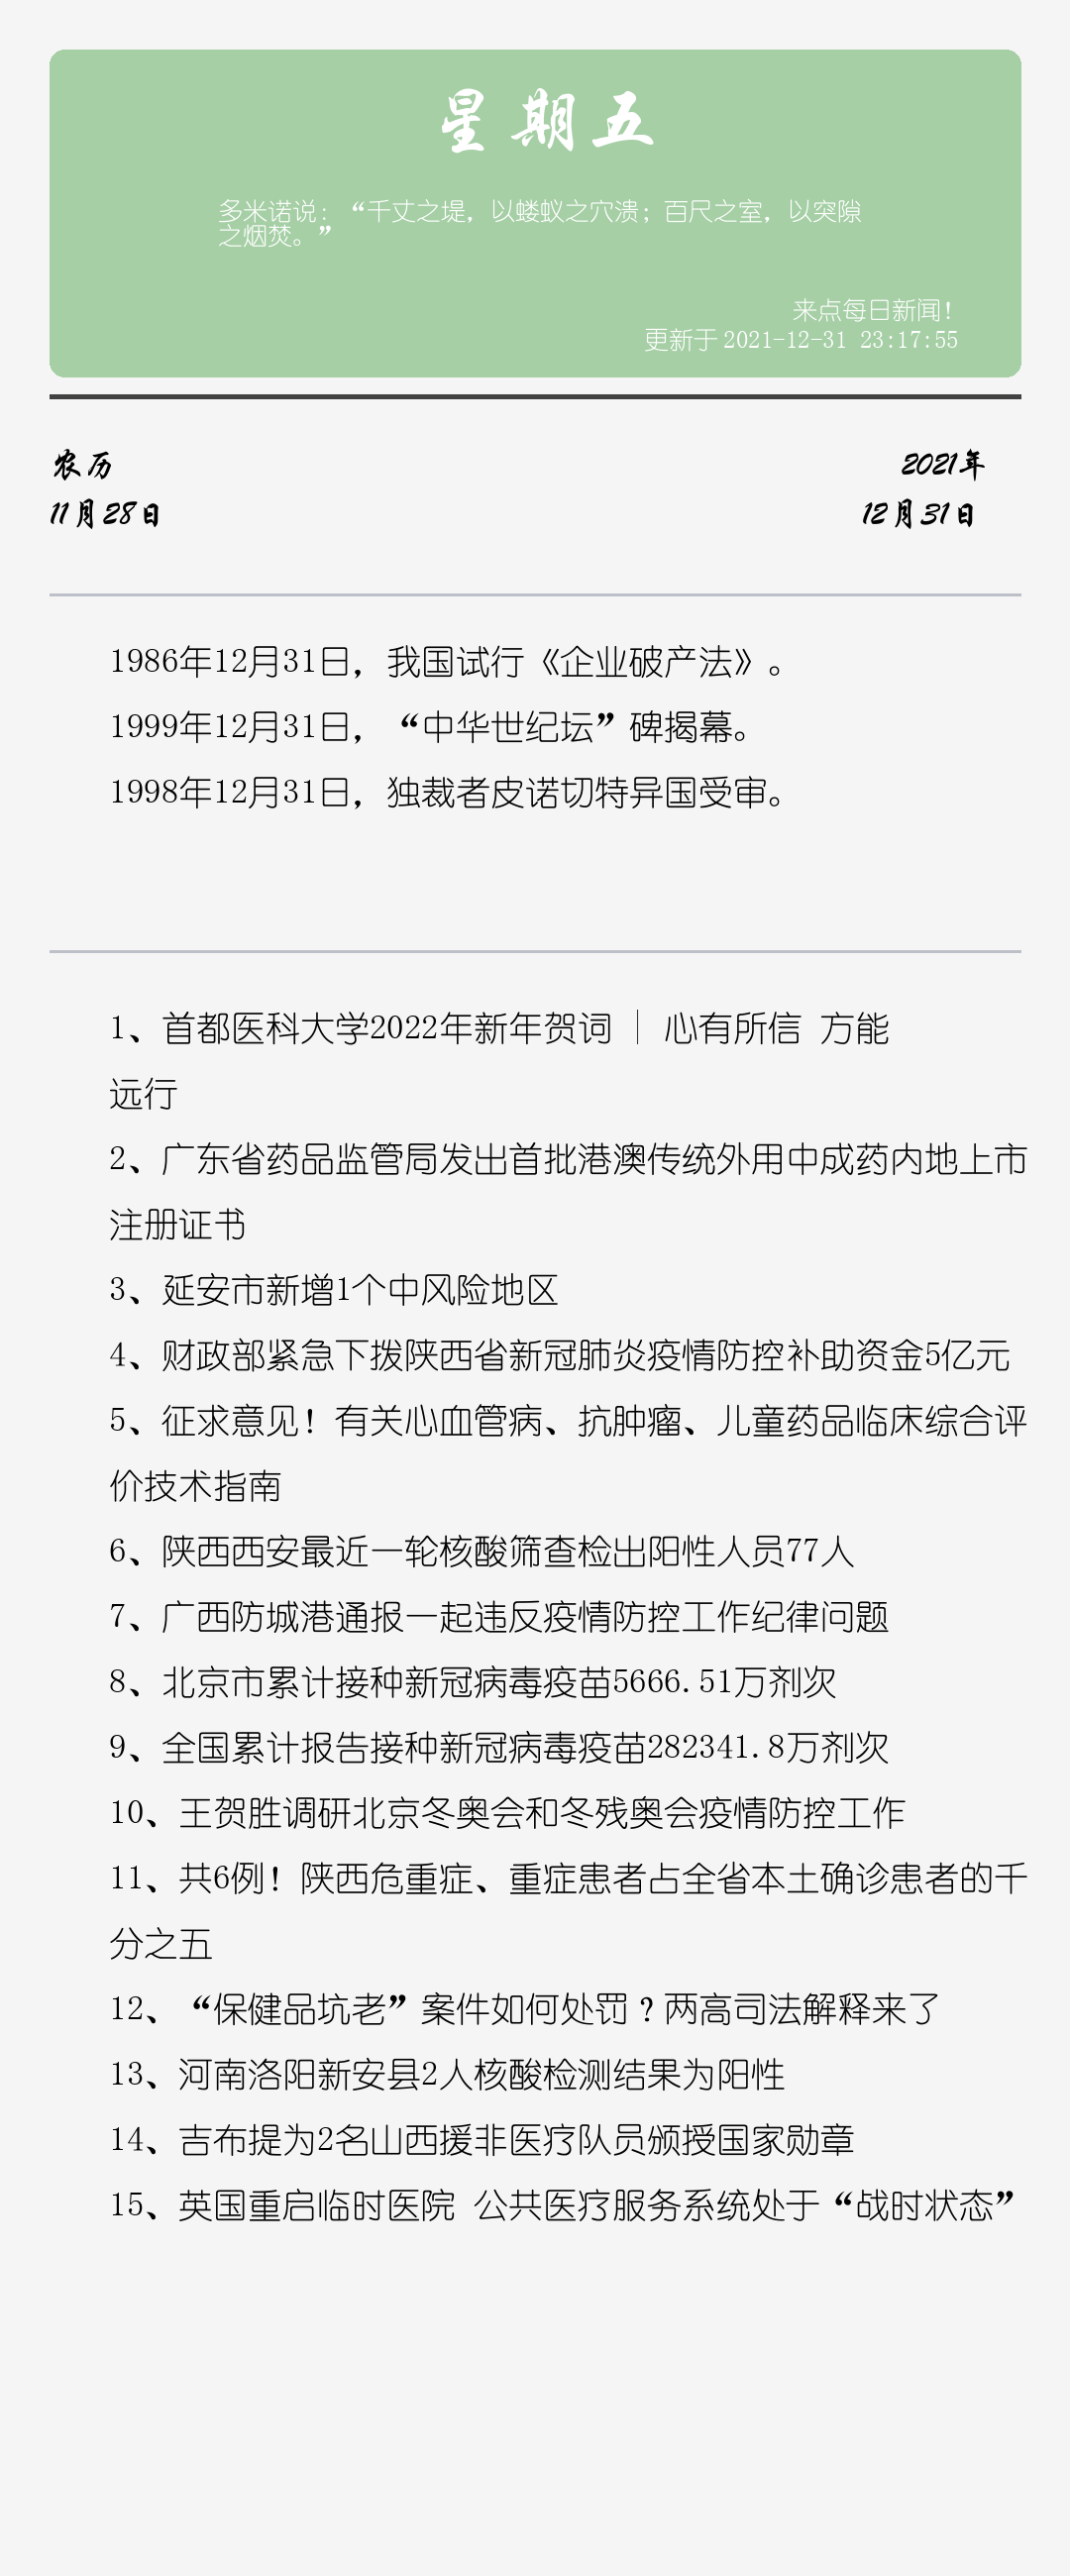 星期五
多米诺说：“千丈之堤，以蝼蚁之穴溃；百尺之室，以突隙
之烟焚。”
来点每日新闻！
更新于 2021-12-31 23:17:55
农历
2021年
11月28日
12月31日
1986年12月31日，我国试行《企业破产法》。
1999年12月31日，“中华世纪坛”碑揭幕。
1998年12月31日，独裁者皮诺切特异国受审。
1、首都医科大学2022年新年贺词 | 心有所信 方能
远行
2、广东省药品监管局发出首批港澳传统外用中成药内地上市
注册证书
3、延安市新增1个中风险地区
4、财政部紧急下拨陕西省新冠肺炎疫情防控补助资金5亿元
5、征求意见！有关心血管病、抗肿瘤、儿童药品临床综合评
价技术指南
6、陕西西安最近一轮核酸筛查检出阳性人员77人
7、广西防城港通报一起违反疫情防控工作纪律问题
8、北京市累计接种新冠病毒疫苗5666.51万剂次
9、全国累计报告接种新冠病毒疫苗282341.8万剂次
10、王贺胜调研北京冬奥会和冬残奥会疫情防控工作
11、共6例！陕西危重症、重症患者占全省本土确诊患者的千
分之五
12、“保健品坑老”案件如何处罚？两高司法解释来了
13、河南洛阳新安县2人核酸检测结果为阳性
14、吉布提为2名山西援非医疗队员颁授国家勋章
15、英国重启临时医院 公共医疗服务系统处于“战时状态”